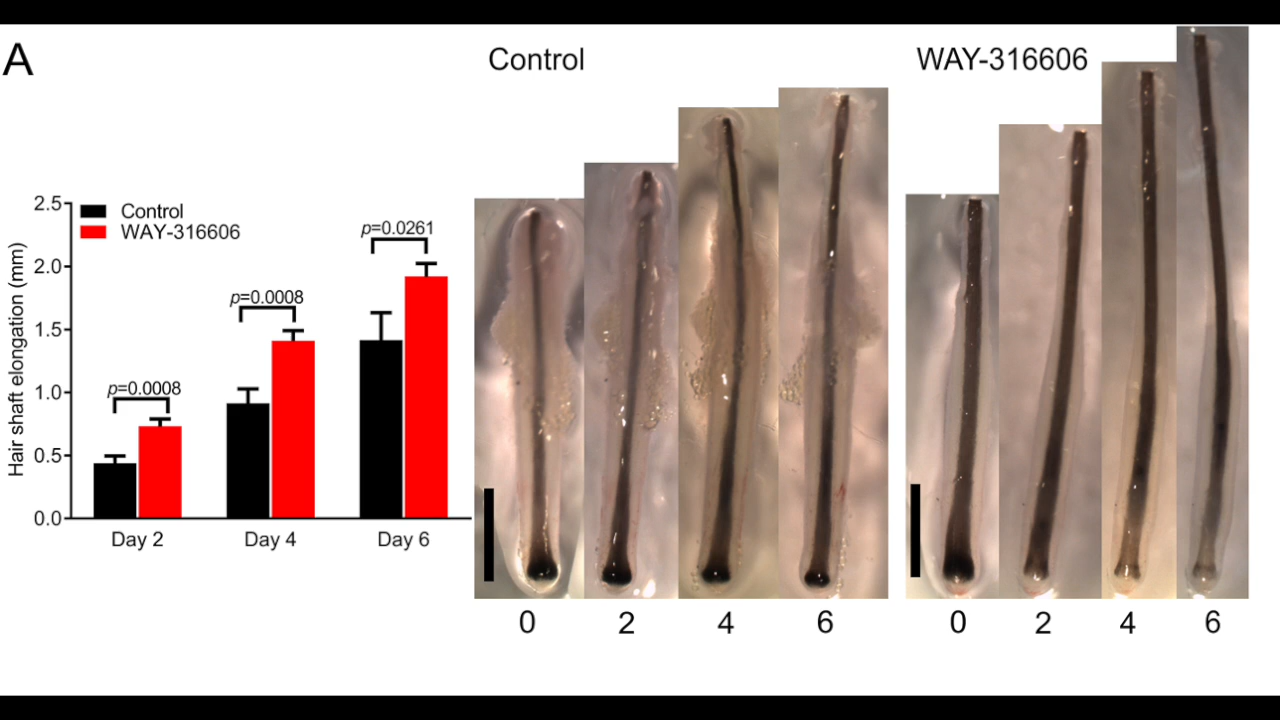 A
Control
WAY-316606
Hair shaft elongation (mm)
2.5
2.0
1.5
1.0
0.5
0.0
Control
WAY-316606
p=0.0008
p=0.0008
p=0.0261
Day 2
Day 4
Day 6
0 2 4 6
0 2 4 6